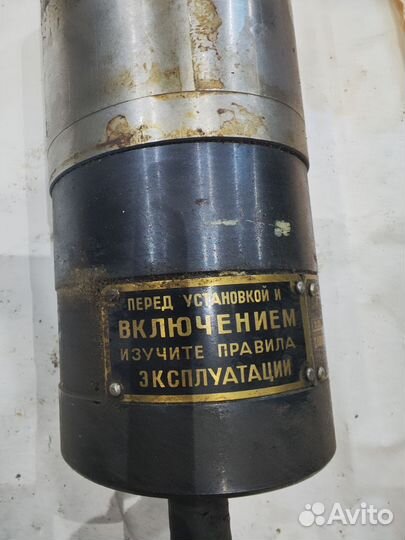 ПЕРЕД УСТАНОВКОЙ И
ВКЛЮЧЕНИЕМ
ИЗУЧИТЕ ПРАВИЛА
ЭКСПЛУАТАЦИИ
Avito